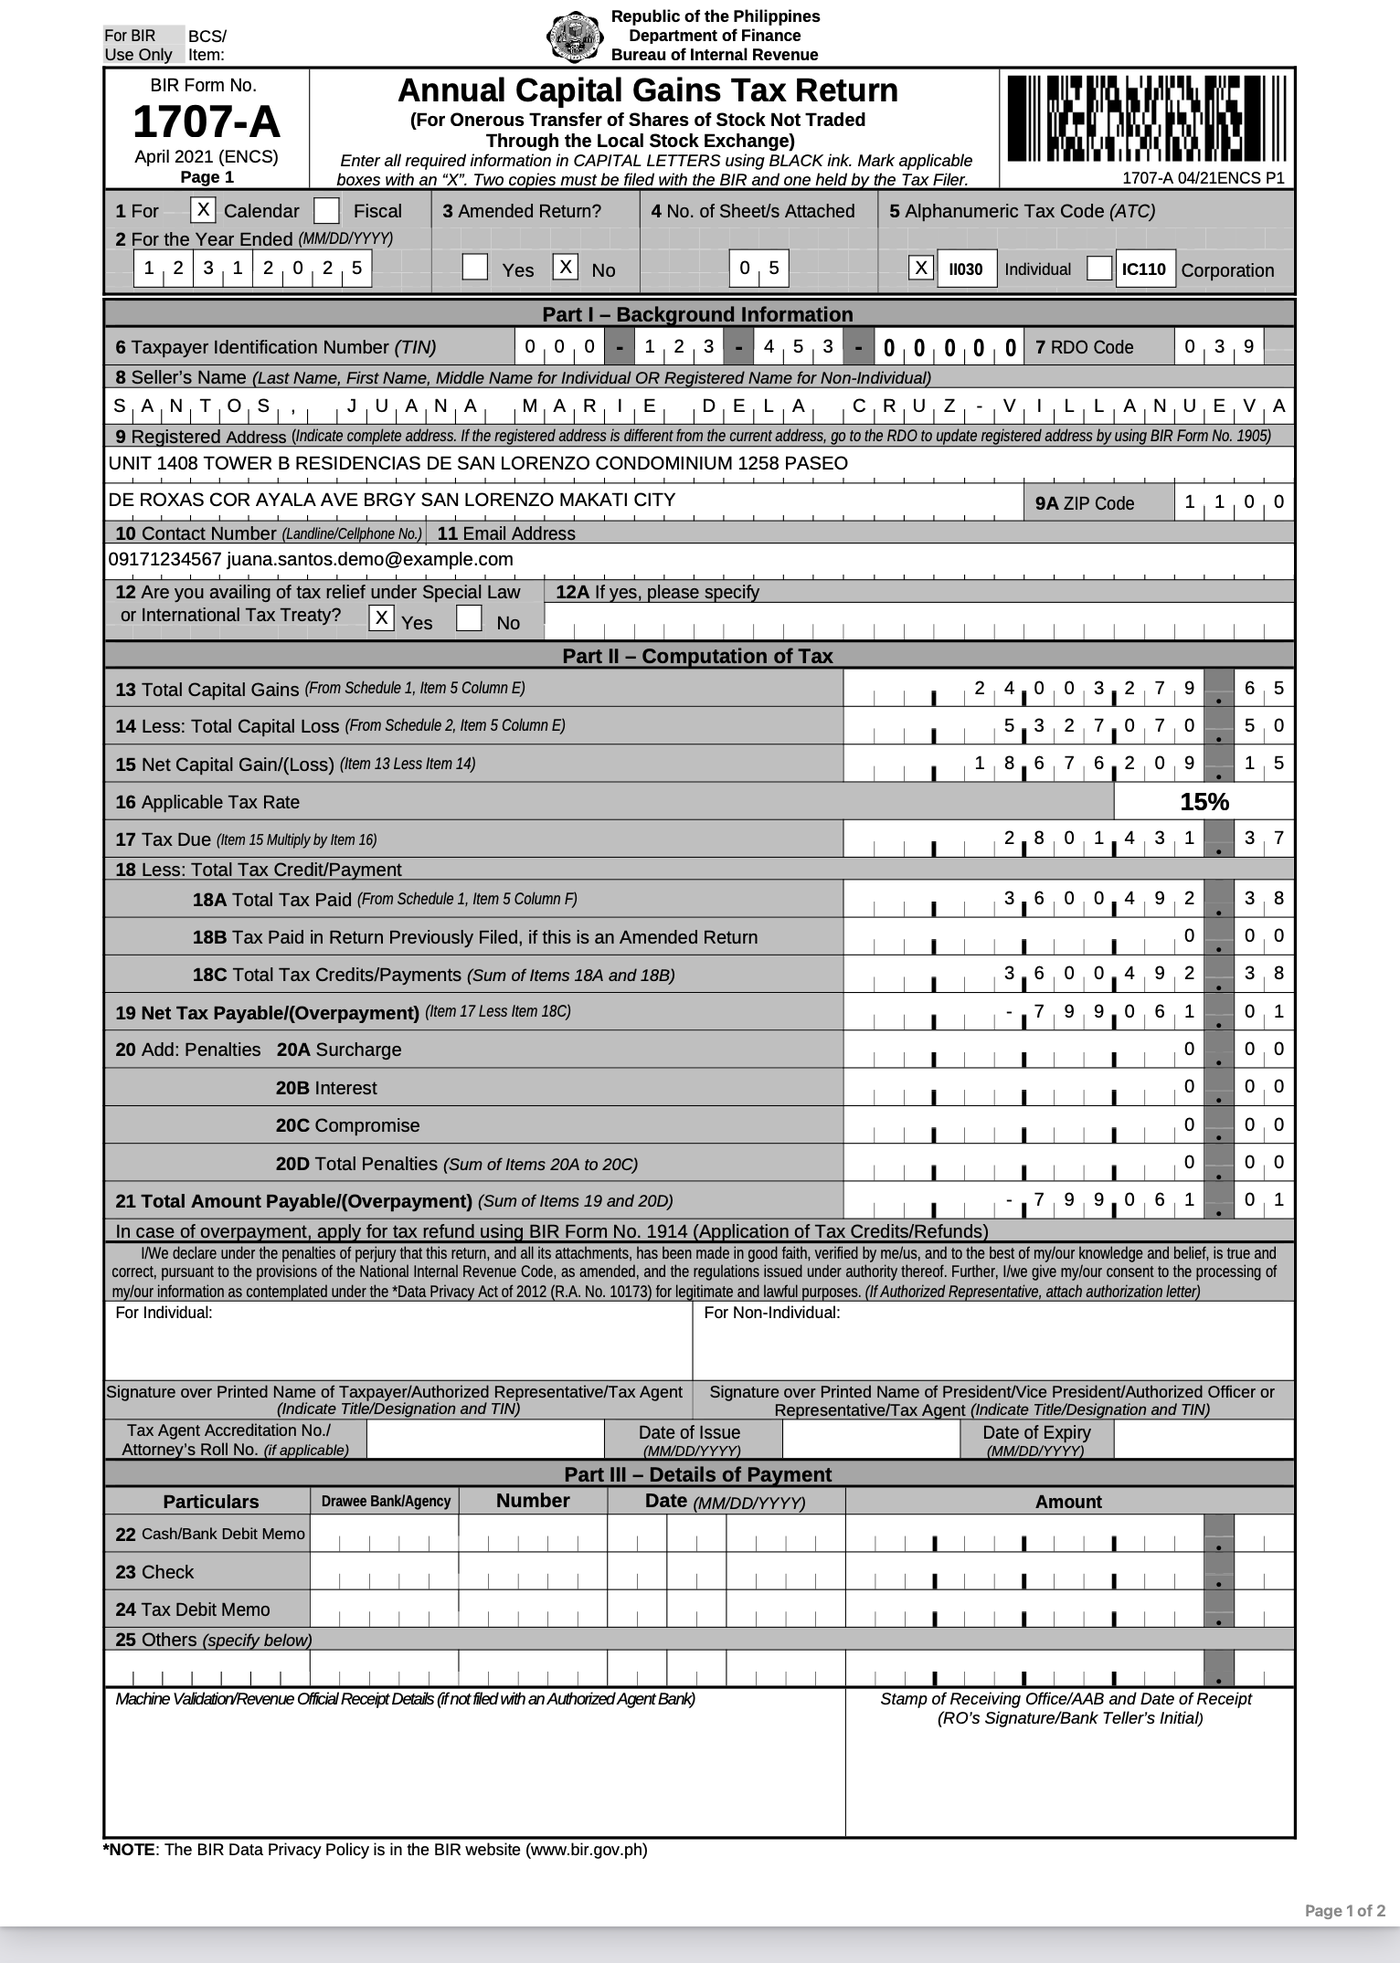 For BIR Use Only BCS/ Item:
Republic of the Philippines
Department of Finance
Bureau of Internal Revenue
BIR Form No.
1707-A
April 2021 (ENCS)
Page 1
Annual Capital Gains Tax Return
(For Onerous Transfer of Shares of Stock Not Traded
Through the Local Stock Exchange)
Enter all required information in CAPITAL LETTERS using BLACK ink. Mark applicable
boxes with an “X”. Two copies must be filed with the BIR and one held by the Tax Filer.
1707-A 04/21ENCS P1
1 For X Calendar Fiscal
2 For the Year Ended (MM/DD/YYYY)
12312025
3 Amended Return?
Yes X No
4 No. of Sheet/s Attached
05
5 Alphanumeric Tax Code (ATC)
X II030 Individual IC110 Corporation
Part I – Background Information
6 Taxpayer Identification Number (TIN) 000 - 123 - 453 - 00000 7 RDO Code 039
8 Seller's Name (Last Name, First Name, Middle Name for Individual OR Registered Name for Non-Individual)
SANTOS, JUANA MARIE DELA CRUZ-VILLANUEVA
9 Registered Address (Indicate complete address. If the registered address is different from the current address, go to the RDO to update registered address by using BIR Form No. 1905)
UNIT 1408 TOWER B RESIDENCIAS DE SAN LORENZO CONDOMINIUM 1258 PASEO
DE ROXAS COR AYALA AVE BRGY SAN LORENZO MAKATI CITY 9A ZIP Code 1100
10 Contact Number (Landline/Cellphone No.) 11 Email Address
09171234567 juana.santos.demo@example.com
12 Are you availing of tax relief under Special Law
or International Tax Treaty? X Yes No
12A If yes, please specify
Part II – Computation of Tax
13 Total Capital Gains (From Schedule 1, Item 5 Column E) 24003279.65
14 Less: Total Capital Loss (From Schedule 2, Item 5 Column E) 5327070.50
15 Net Capital Gain/(Loss) (Item 13 Less Item 14) 18676209.15
16 Applicable Tax Rate 15%
17 Tax Due (Item 15 Multiply by Item 16) 2801431.37
18 Less: Total Tax Credit/Payment
18A Total Tax Paid (From Schedule 1, Item 5 Column F) 3600492.38
18B Tax Paid in Return Previously Filed, if this is an Amended Return 0.00
18C Total Tax Credits/Payments (Sum of Items 18A and 18B) 3600492.38
19 Net Tax Payable/(Overpayment) (Item 17 Less Item 18C) -799061.01
20 Add: Penalties 20A Surcharge 0.00
20B Interest 0.00
20C Compromise 0.00
20D Total Penalties (Sum of Items 20A to 20C) 0.00
21 Total Amount Payable/(Overpayment) (Sum of Items 19 and 20D) -799061.01
In case of overpayment, apply for tax refund using BIR Form No. 1914 (Application of Tax Credits/Refunds)
I/We declare under the penalties of perjury that this return, and all its attachments, has been made in good faith, verified by me/us, and to the best of my/our knowledge and belief, is true and
correct, pursuant to the provisions of the National Internal Revenue Code, as amended, and the regulations issued under authority thereof. Further, I/we give my/our consent to the processing of
my/our information as contemplated under the *Data Privacy Act of 2012 (R.A. No. 10173) for legitimate and lawful purposes. (If Authorized Representative, attach authorization letter)
For Individual:
For Non-Individual:
Signature over Printed Name of Taxpayer/Authorized Representative/Tax Agent
(Indicate Title/Designation and TIN)
Signature over Printed Name of President/Vice President/Authorized Officer or
Representative/Tax Agent (Indicate Title/Designation and TIN)
Tax Agent Accreditation No./
Attorney's Roll No. (if applicable)
Date of Issue
(MM/DD/YYYY)
Date of Expiry
(MM/DD/YYYY)
Part III – Details of Payment
Particulars Drawee Bank/Agency Number Date (MM/DD/YYYY) Amount
22 Cash/Bank Debit Memo
23 Check
24 Tax Debit Memo
25 Others (specify below)
Machine Validation/Revenue Official Receipt Details (if not filed with an Authorized Agent Bank)
Stamp of Receiving Office/AAB and Date of Receipt
(RO's Signature/Bank Teller's Initial)
*NOTE: The BIR Data Privacy Policy is in the BIR website (www.bir.gov.ph)
Page 1 of 2